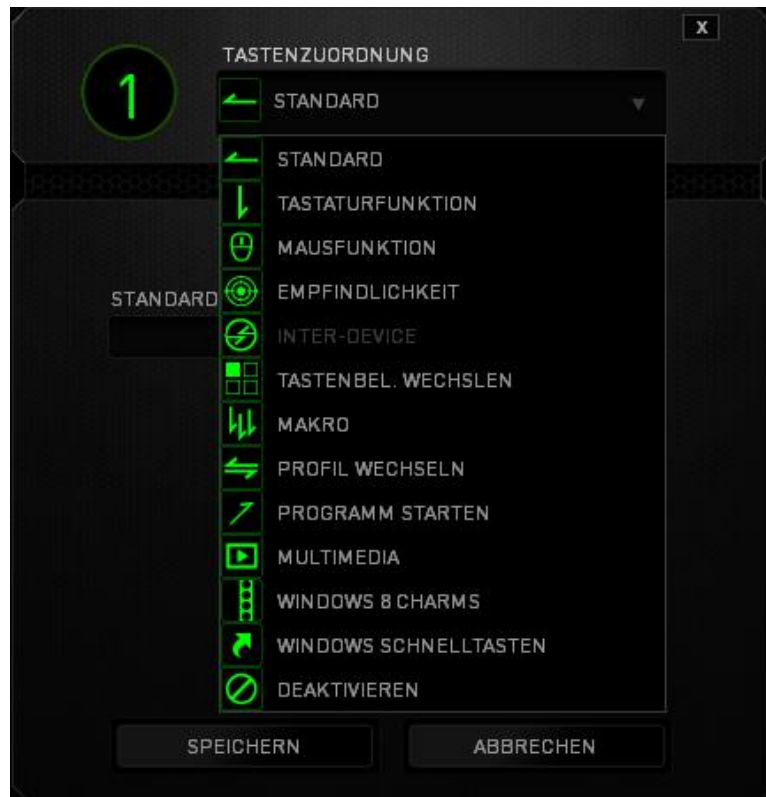 X
TASTENZUORDNUNG
1
STANDARD
STANDARD
TASTATURFUNKTION
MAUSFUNKTION
EMPFINDLICHKEIT
STANDARD
INTER-DEVICE
TASTENBEL. WECHSLEN
MAKRO
PROFIL WECHSELN
PROGRAMM STARTEN
MULTIMEDIA
WINDOWS 8 CHARMS
WINDOWS SCHNELLTASTEN
DEAKTIVIEREN
SPEICHERN ABBRECHEN